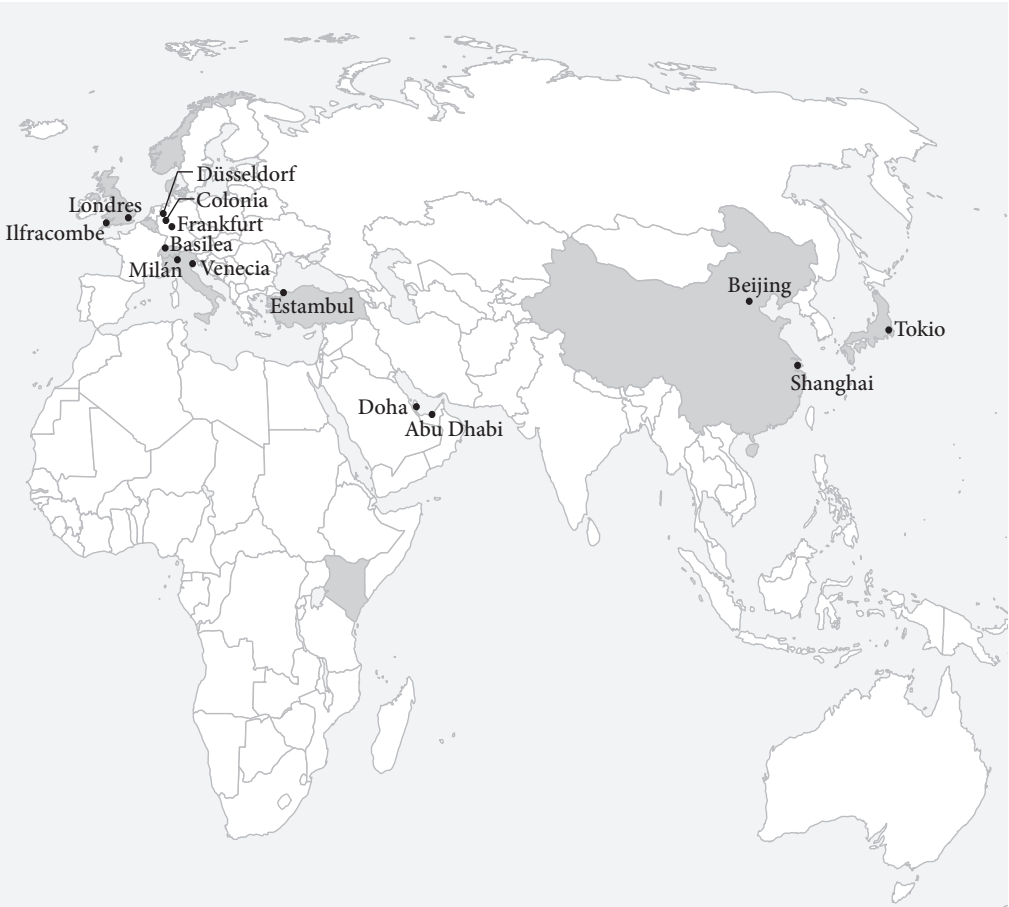 Düsseldorf
Colonia
Londres
Frankfurt
Ilfracombe
Basilea
Milán
Venecia
Estambul
Beijing
Tokio
Shanghai
Doha
Abu Dhabi